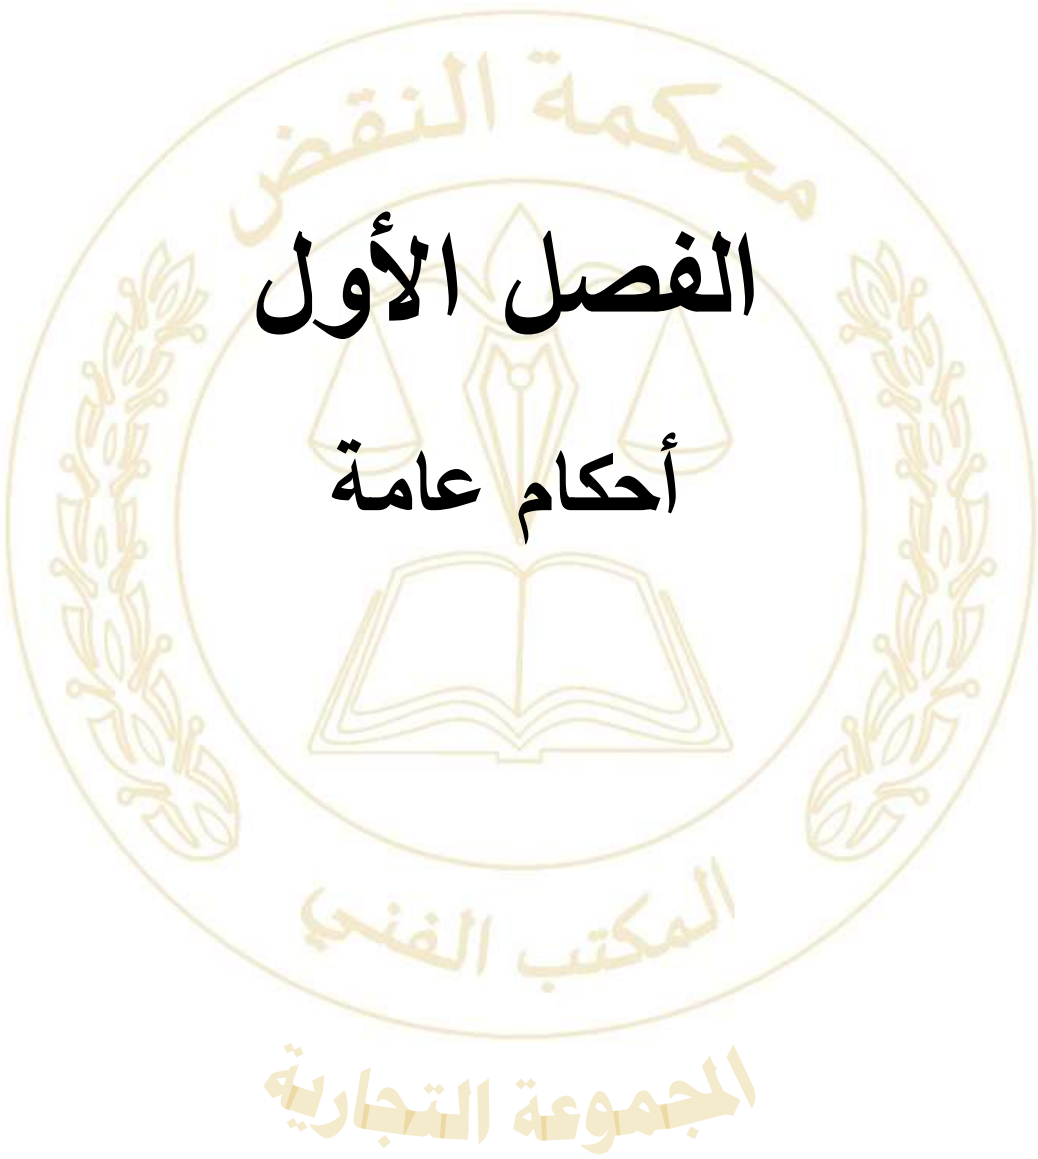 محكمة النقض
الفصل الأول
أحكام عامة
المكتب الفني
المجموعة التجارية